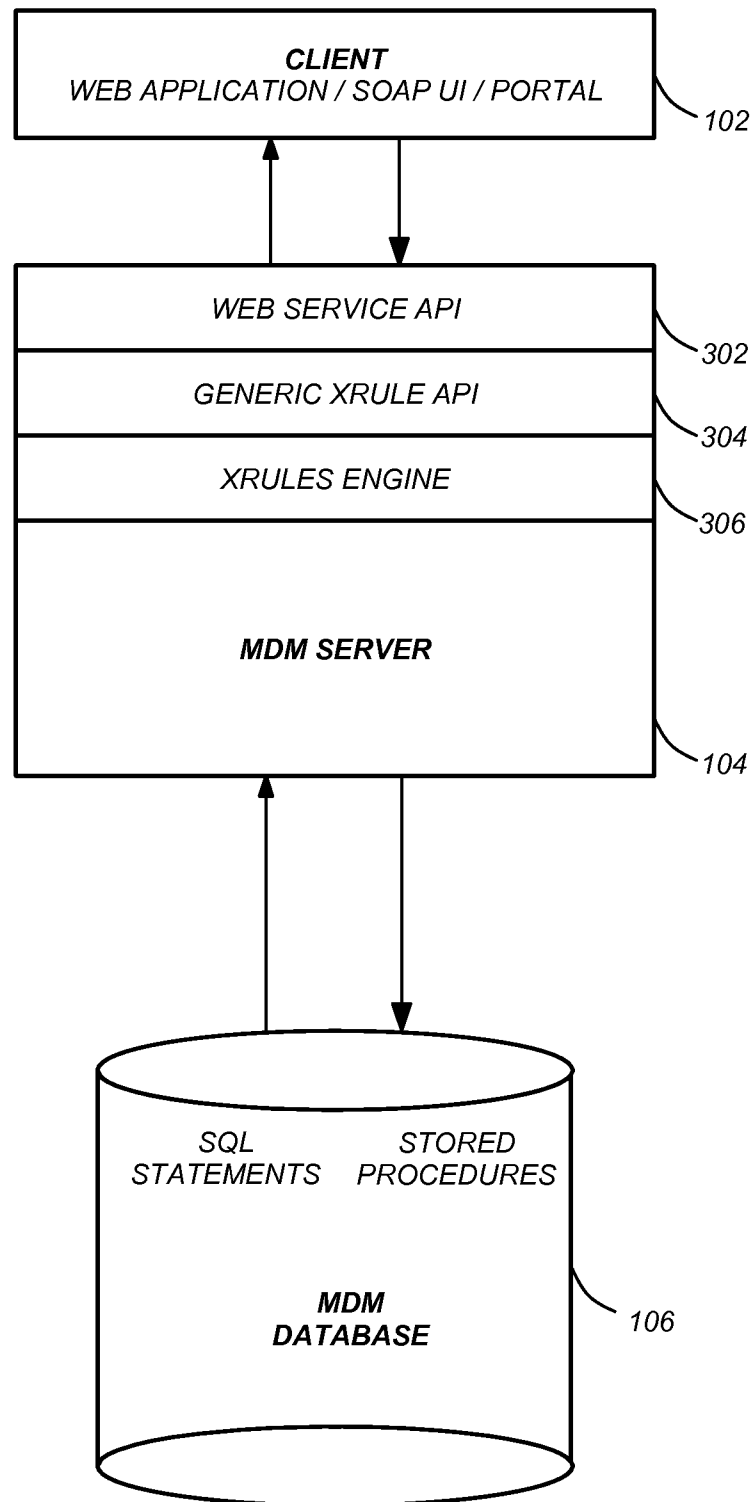 CLIENT
WEB APPLICATION / SOAP UI / PORTAL
102
WEB SERVICE API
302
GENERIC XRULE API
304
XRULES ENGINE
306
MDM SERVER
104
SQL
STATEMENTS
STORED
PROCEDURES
MDM
DATABASE
106